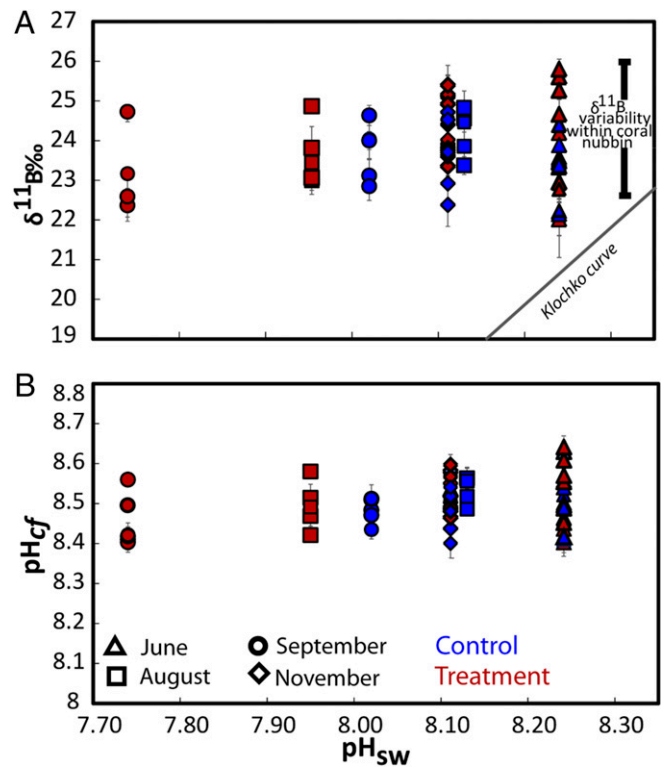 A
27
26
25
24
23
22
21
20
19
δ11B‰
δ11B
variability
within coral
nubbin
Klochko curve
B
8.8
8.7
8.6
8.5
8.4
8.3
8.2
8.1
8
pHcf
June
September
Control
August
November
Treatment
7.70
7.80
7.90
8.00
8.10
8.20
8.30
pHsw